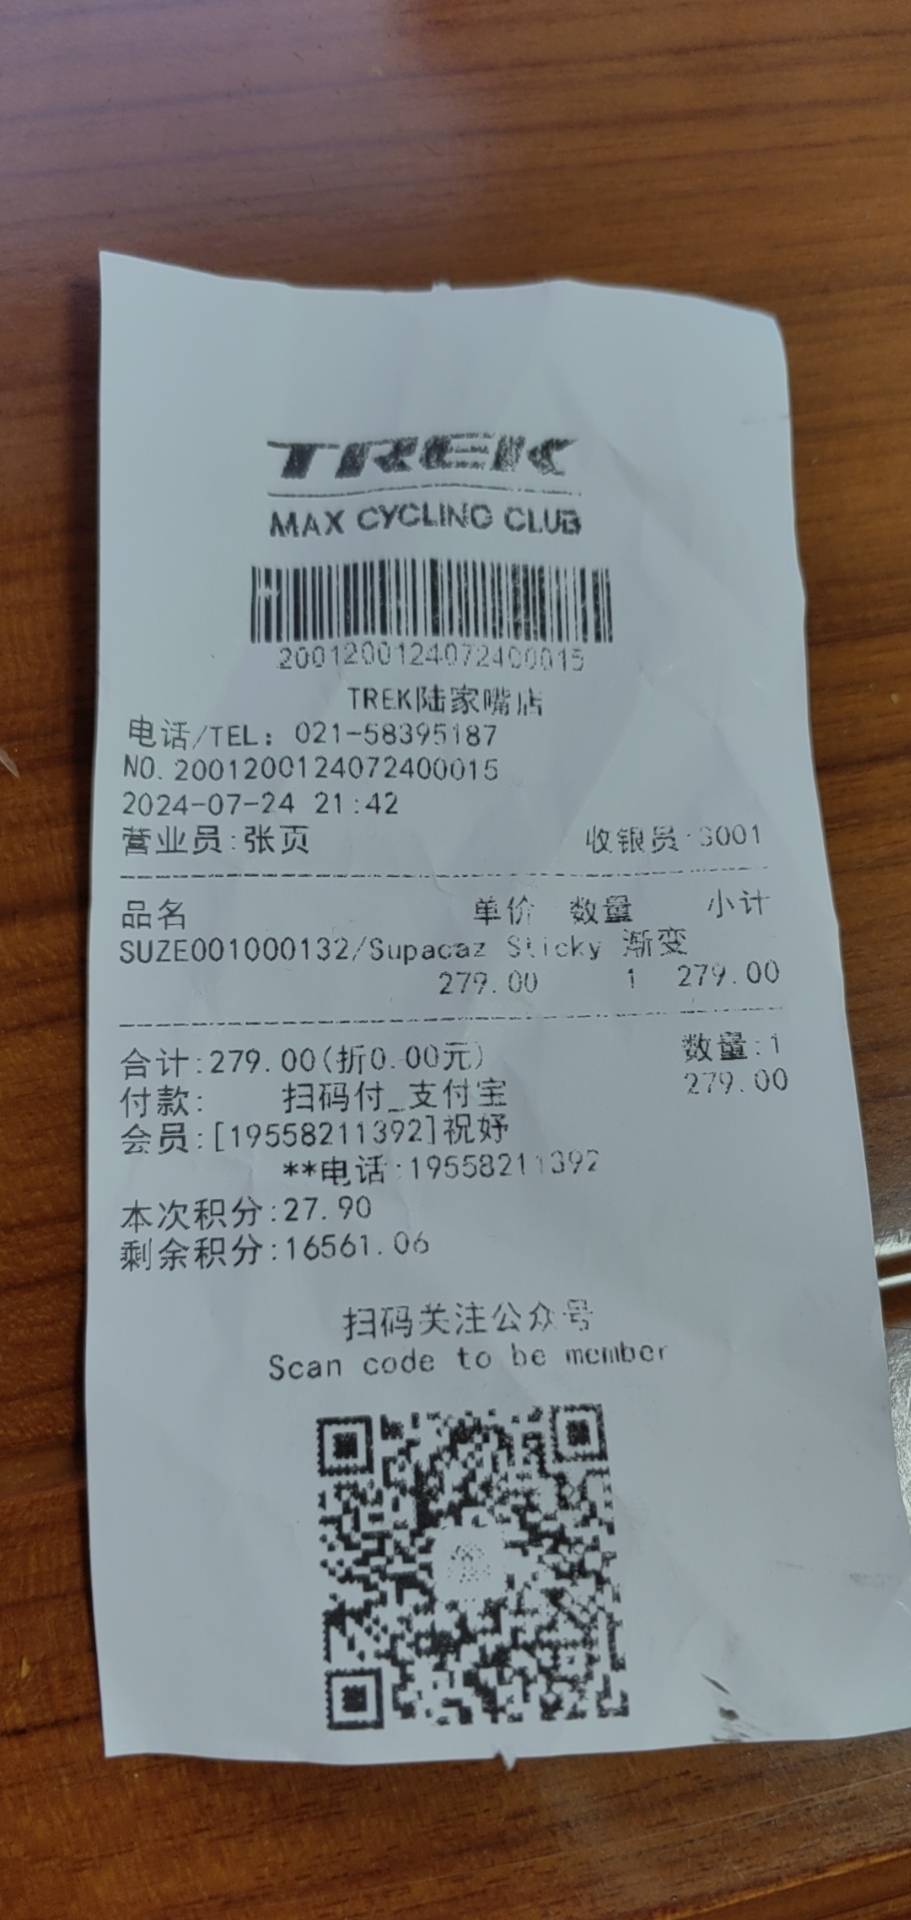 TREK
MAX CYCLING CLUB
2001200124072400015
TREK陆家嘴店
电话/TEL: 021-58395187
NO. 2001200124072400015
2024-07-24 21:42
营业员:张页 收银员:S001
品名 单价 数量 小计
SUZE001000132/Supacaz Sticky 渐变
279.00 1 279.00
合计:279.00(折0.00元) 数量:1
付款: 扫码付_支付宝 279.00
会员:[19558211392]祝妤
**电话:19558211392
本次积分:27.90
剩余积分:16561.06
扫码关注公众号
Scan code to be member